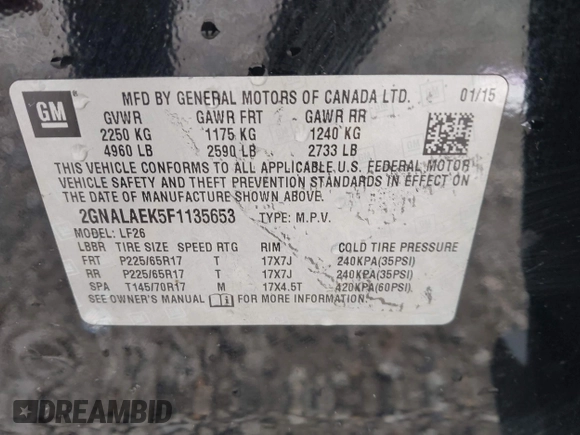 GM
MFD BY GENERAL MOTORS OF CANADA LTD. 01/15
GVWR GAWR FRT GAWR RR
2250 KG 1175 KG 1240 KG
4960 LB 2590 LB 2733 LB
THIS VEHICLE CONFORMS TO ALL APPLICABLE U.S. FEDERAL MOTOR
VEHICLE SAFETY AND THEFT PREVENTION STANDARDS IN EFFECT ON
THE DATE OF MANUFACTURE SHOWN ABOVE.
2GNALAEK5F1135653 TYPE: M.P.V.
MODEL: LF26
LBBR TIRE SIZE SPEED RTG RIM COLD TIRE PRESSURE
FRT P225/65R17 T 17X7J 240KPA(35PSI)
RR P225/65R17 T 17X7J 240KPA(35PSI)
SPA T145/70R17 M 17X4.5T 420KPA(60PSI)
SEE OWNER'S MANUAL FOR MORE INFORMATION.
DREAMBID